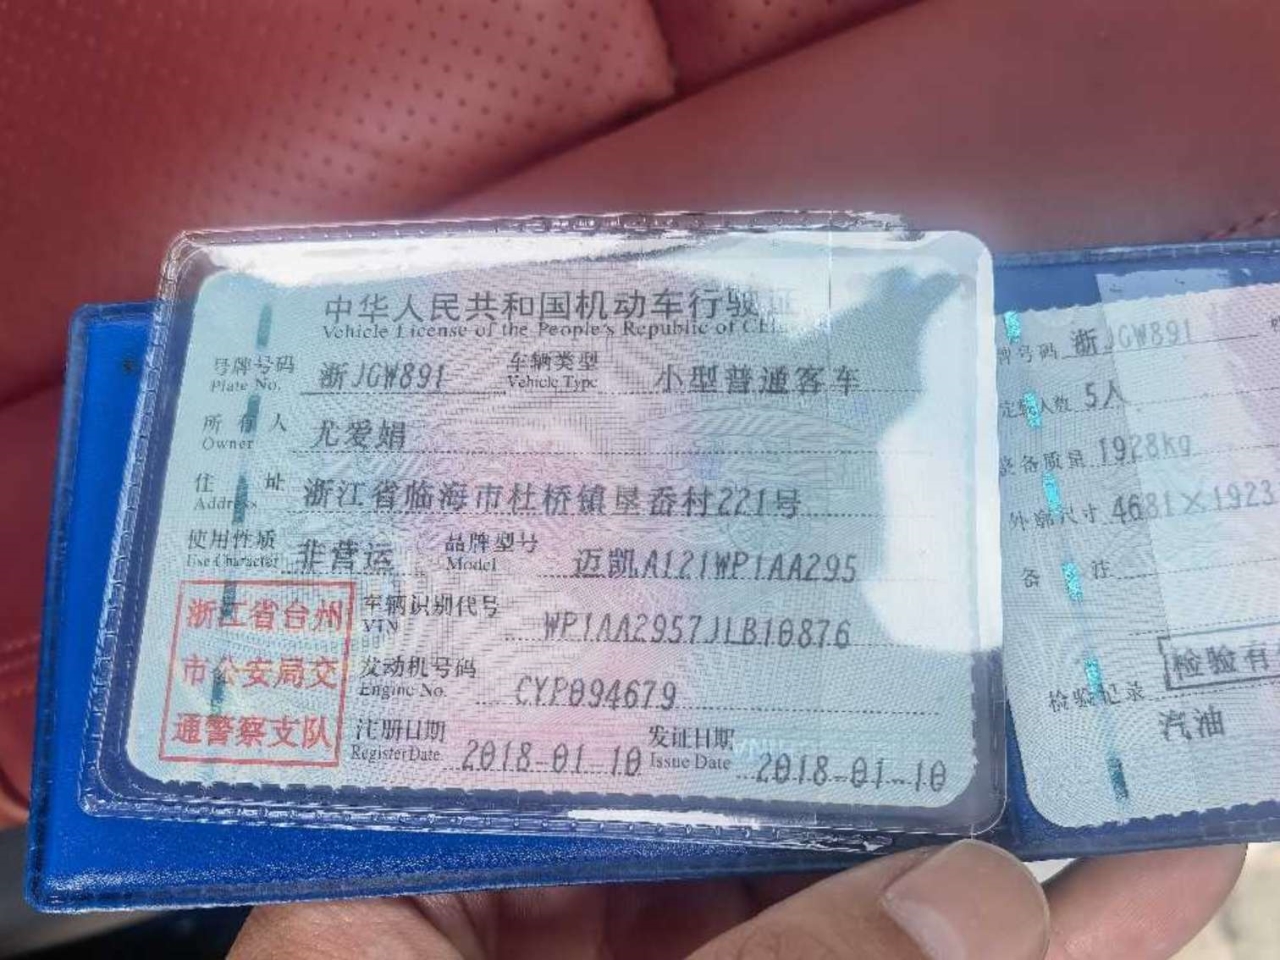 中华人民共和国机动车行驶证
Vehicle License of the People's Republic of
号牌号码 浙JGW891 车辆类型 小型普通客车
Plate No. Vehicle Type
所有人 尤爱娟
Owner
住址 浙江省临海市杜桥镇垦岙村221号
Address
使用性质 非营运 品牌型号 迈凯A121WP1AA295
Use Character Model
浙江省台州
市公安局交
通警察支队
车辆识别代号 WP1AA2957JLB10876
VIN
发动机号码 CYP094679
Engine No.
注册日期 2018-01-10 发证日期 2018-01-10
Register Date Issue Date
牌号码 浙JGW891
人数 5人
整备质量 1928kg
外廓尺寸 4681×1923
备注
检验记录 检验有
汽油